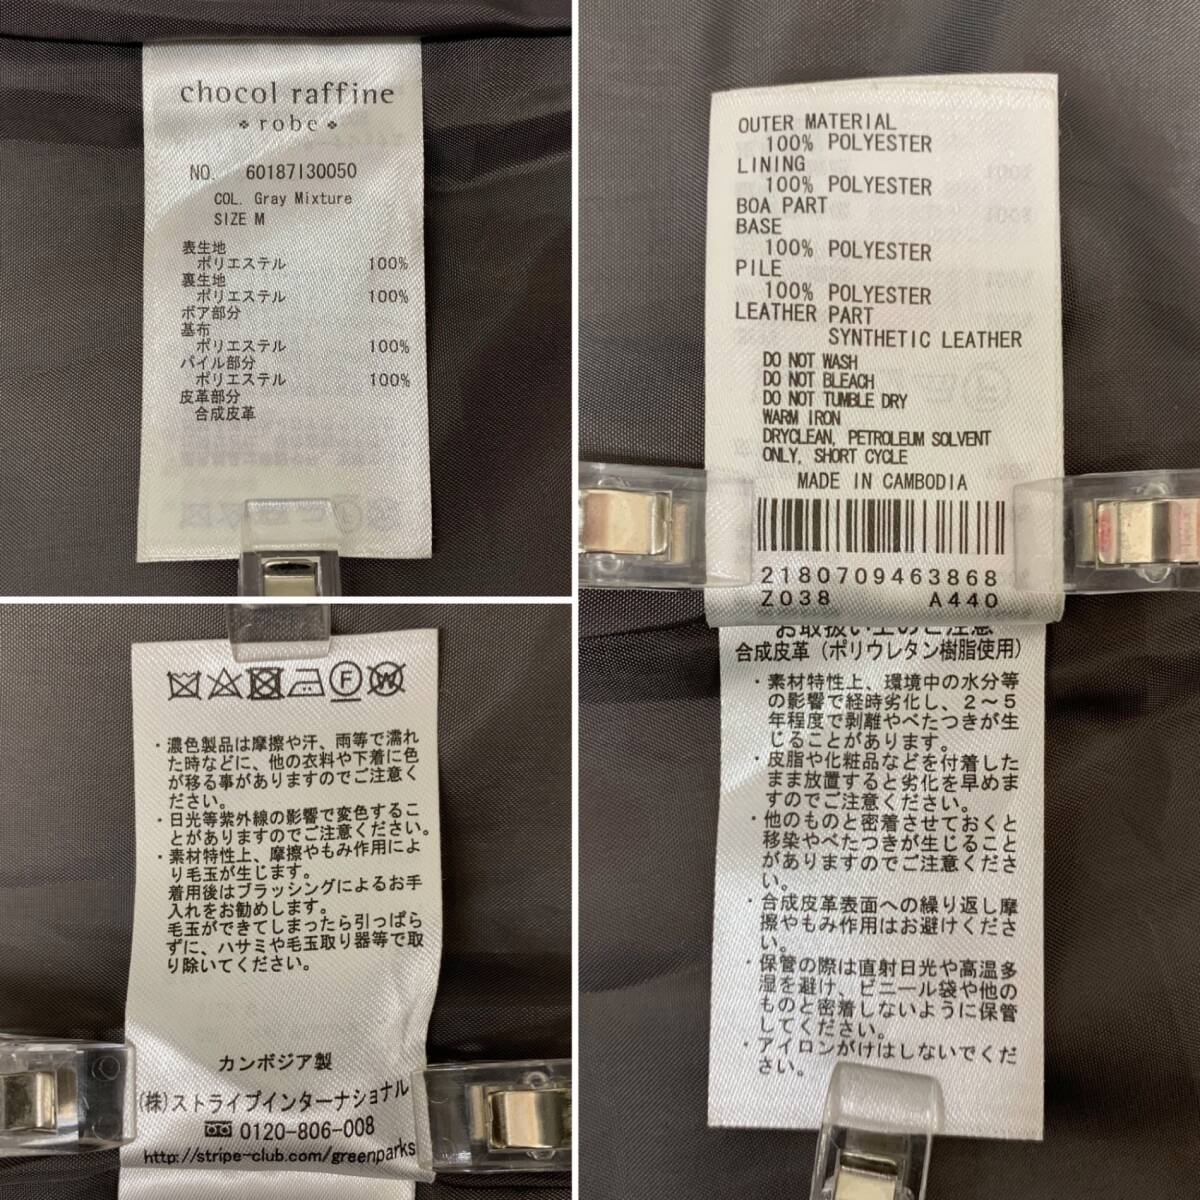 chocol raffine
robe
NO. 60187I30050
COL. Gray Mixture
SIZE M
表生地
ポリエステル 100%
裏生地
ポリエステル 100%
ボア部分
基布
ポリエステル 100%
パイル部分
ポリエステル 100%
皮革部分
合成皮革
OUTER MATERIAL
100% POLYESTER
LINING
100% POLYESTER
BOA PART
BASE
100% POLYESTER
PILE
100% POLYESTER
LEATHER PART
SYNTHETIC LEATHER
DO NOT WASH
DO NOT BLEACH
DO NOT TUMBLE DRY
WARM IRON
DRYCLEAN, PETROLEUM SOLVENT
ONLY, SHORT CYCLE
MADE IN CAMBODIA
2180709463868
Z038 A440
お取扱い上のご注意
合成皮革(ポリウレタン樹脂使用)
・素材特性上、環境中の水分等
の影響で経時劣化し、2～5
年程度で剥離やべたつきが生
じることがあります。
・皮脂や化粧品などを付着した
まま放置すると劣化を早めま
すのでご注意ください。
・他のものと密着させておくと
移染やべたつきが生じること
がありますのでご注意くださ
い。
・合成皮革表面への繰り返し摩
擦やもみ作用はお避けくださ
い。
・保管の際は直射日光や高温多
湿を避け、ビニール袋や他の
ものと密着しないように保管
してください。
・アイロンがけはしないでくだ
さい。
・濃色製品は摩擦や汗、雨等で濡れ
た時などに、他の衣料や下着に色
が移る事がありますのでご注意く
ださい。
・日光等紫外線の影響で変色するこ
とがありますのでご注意ください。
・素材特性上、摩擦やもみ作用によ
り毛玉が生じます。
着用後はブラッシングによるお手
入れをお勧めします。
毛玉ができてしまったら引っぱら
ずに、ハサミや毛玉取り器等で取
り除いてください。
カンボジア製
(株)ストライプインターナショナル
0120-806-008
http://stripe-club.com/greenparks